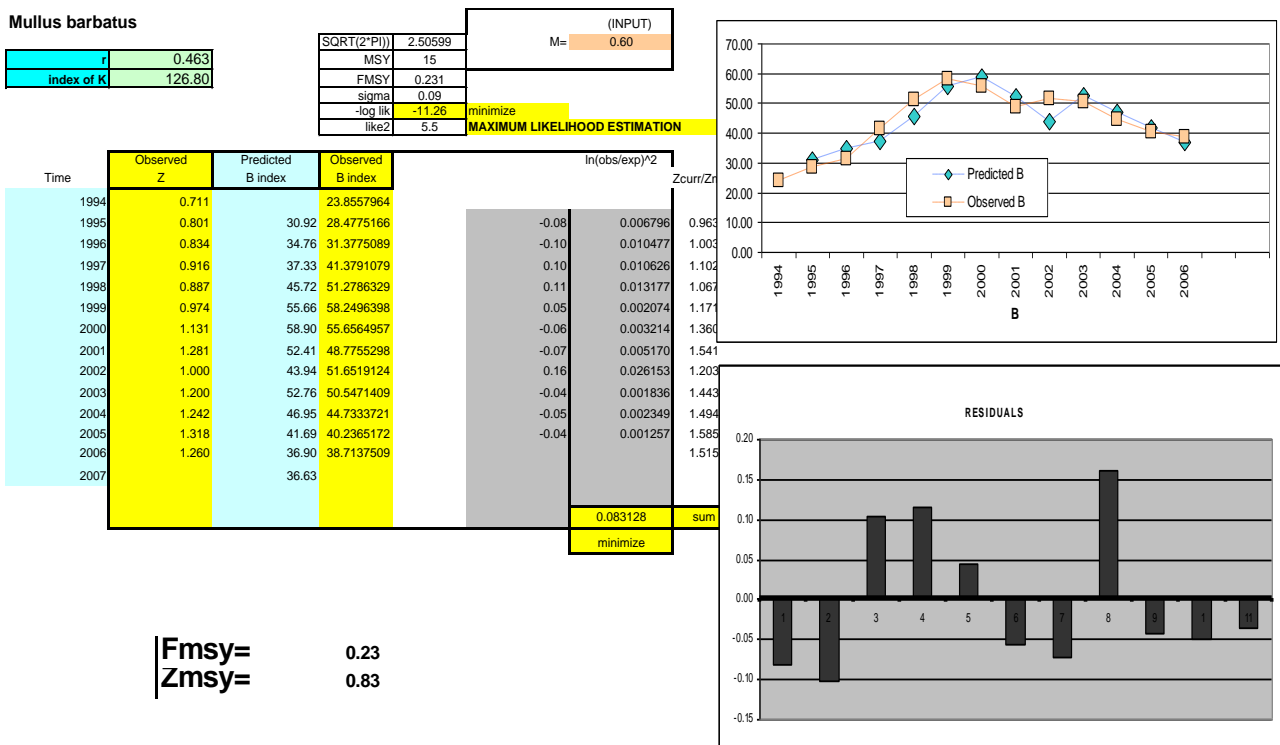 Mullus barbatus
r 0.463
index of K 126.80
SQRT(2*PI)) 2.50599
MSY 15
FMSY 0.231
sigma 0.09
-log lik -11.26 minimize
like2 5.5 MAXIMUM LIKELIHOOD ESTIMATION
(INPUT)
M= 0.60
Observed Predicted Observed ln(obs/exp)^2
Time Z B index B index Zcurr/Zm
1994 0.711 23.8557964
1995 0.801 30.92 28.4775166 -0.08 0.006796 0.963
1996 0.834 34.76 31.3775089 -0.10 0.010477 1.003
1997 0.916 37.33 41.3791079 0.10 0.010626 1.102
1998 0.887 45.72 51.2786329 0.11 0.013177 1.067
1999 0.974 55.66 58.2496398 0.05 0.002074 1.171
2000 1.131 58.90 55.6564957 -0.06 0.003214 1.360
2001 1.281 52.41 48.7755298 -0.07 0.005170 1.541
2002 1.000 43.94 51.6519124 0.16 0.026153 1.203
2003 1.200 52.76 50.5471409 -0.04 0.001836 1.443
2004 1.242 46.95 44.7333721 -0.05 0.002349 1.494
2005 1.318 41.69 40.2365172 -0.04 0.001257 1.585
2006 1.260 36.90 38.7137509 1.515
2007 36.63
0.083128 sum
minimize
Fmsy= 0.23
Zmsy= 0.83
70.00
60.00
50.00
40.00
30.00
20.00
10.00
0.00
Predicted B
Observed B
1994 1995 1996 1997 1998 1999 2000 2001 2002 2003 2004 2005 2006
B
RESIDUALS
0.20
0.15
0.10
0.05
0.00
-0.05
-0.10
-0.15
1 2 3 4 5 6 7 8 9 1 11